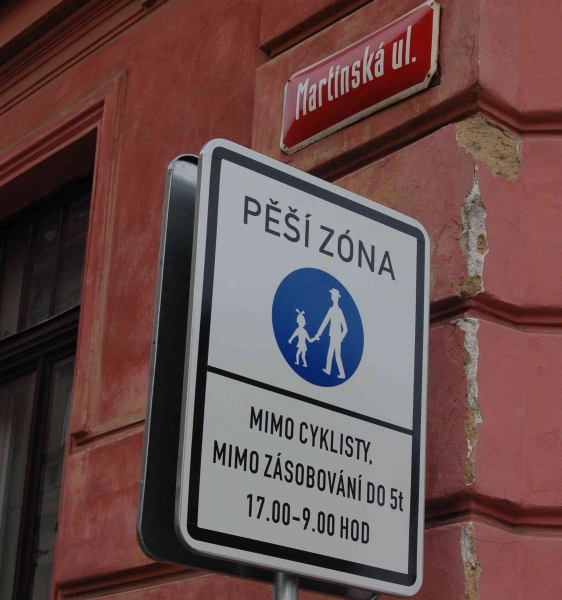 Martinská ul.
PĚŠÍ ZÓNA
MIMO CYKLISTY,
MIMO ZÁSOBOVÁNÍ DO 5t
17.00-9.00 HOD